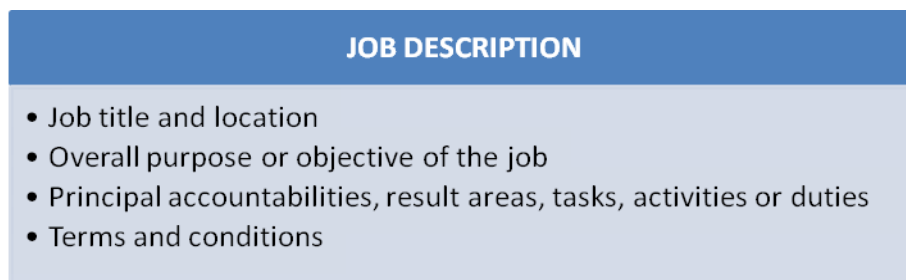 JOB DESCRIPTION
• Job title and location
• Overall purpose or objective of the job
• Principal accountabilities, result areas, tasks, activities or duties
• Terms and conditions